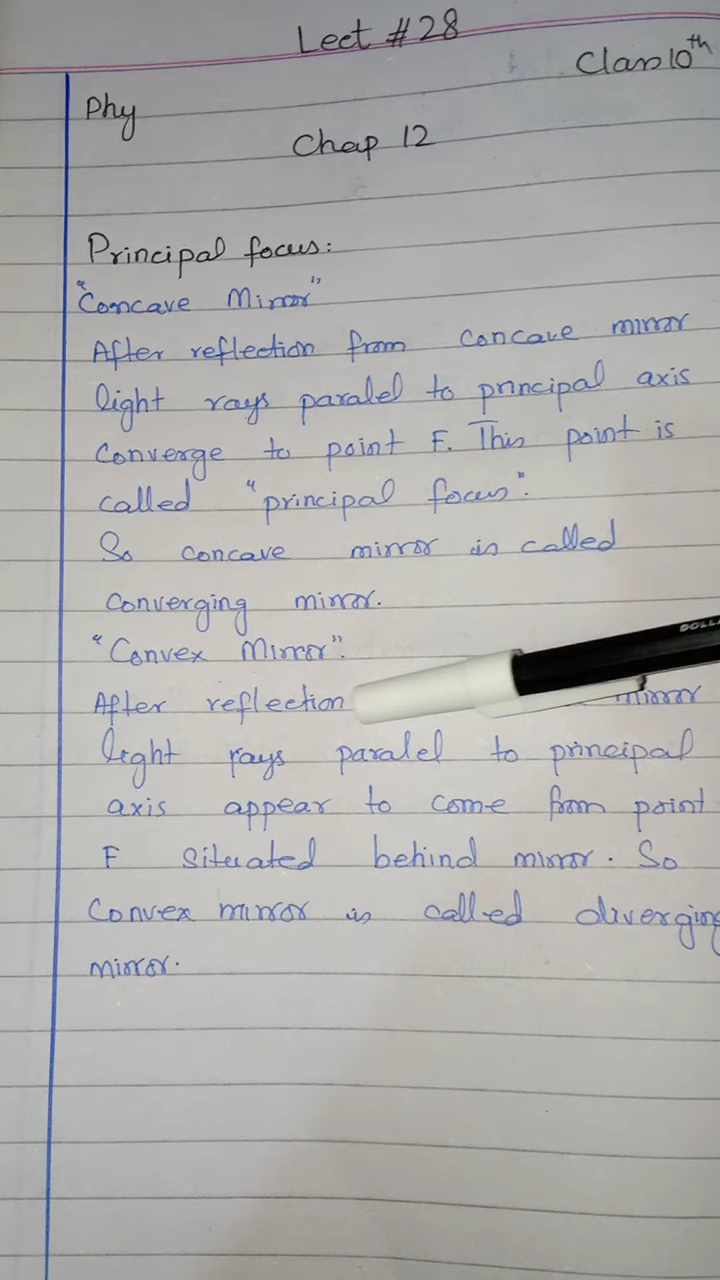 Lect #28
Class 10th
Phy
Chap 12
Principal focus:
"Concave Mirror"
After reflection from concave mirror
light rays paralel to principal axis
converge to point F. This point is
called "principal focus".
So concave mirror is called
converging mirror.
"Convex Mirror".
DOLLA
After reflection mirror
light rays paralel to principal
axis appear to come from point
F situated behind mirror. So
Convex mirror is called diverging
mirror.